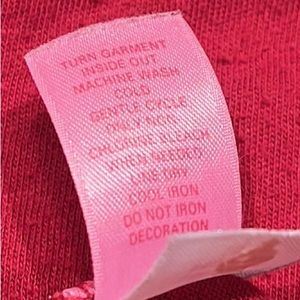 TURN GARMENT
INSIDE OUT
MACHINE WASH
COLD
GENTLE CYCLE
ONLY NON-
CHLORINE BLEACH
WHEN NEEDED
LINE DRY
COOL IRON
DO NOT IRON
DECORATION